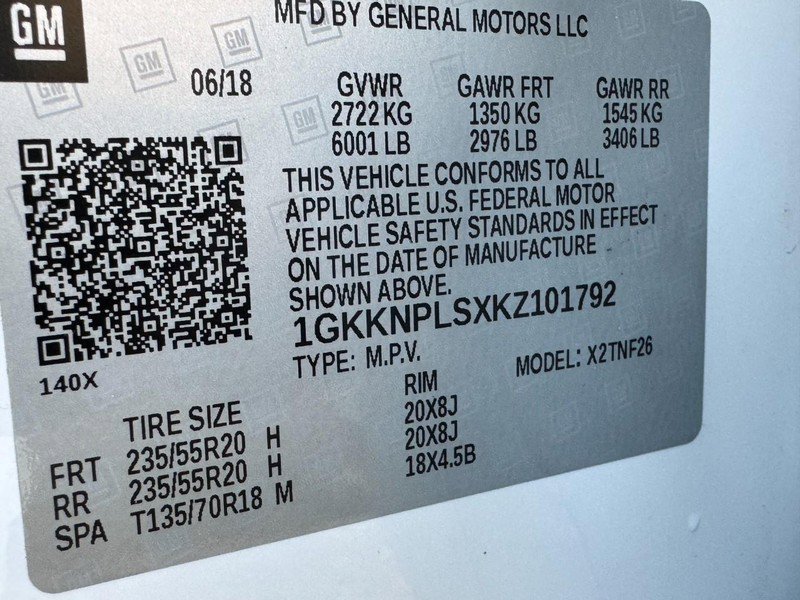 GM
MFD BY GENERAL MOTORS LLC
06/18 GVWR GAWR FRT GAWR RR
2722 KG 1350 KG 1545 KG
6001 LB 2976 LB 3406 LB
THIS VEHICLE CONFORMS TO ALL
APPLICABLE U.S. FEDERAL MOTOR
VEHICLE SAFETY STANDARDS IN EFFECT
ON THE DATE OF MANUFACTURE
SHOWN ABOVE.
1GKKNPLSXKZ101792
140X
TYPE: M.P.V. MODEL: X2TNF26
TIRE SIZE RIM
FRT 235/55R20 H 20X8J
RR 235/55R20 H 20X8J
SPA T135/70R18 M 18X4.5B